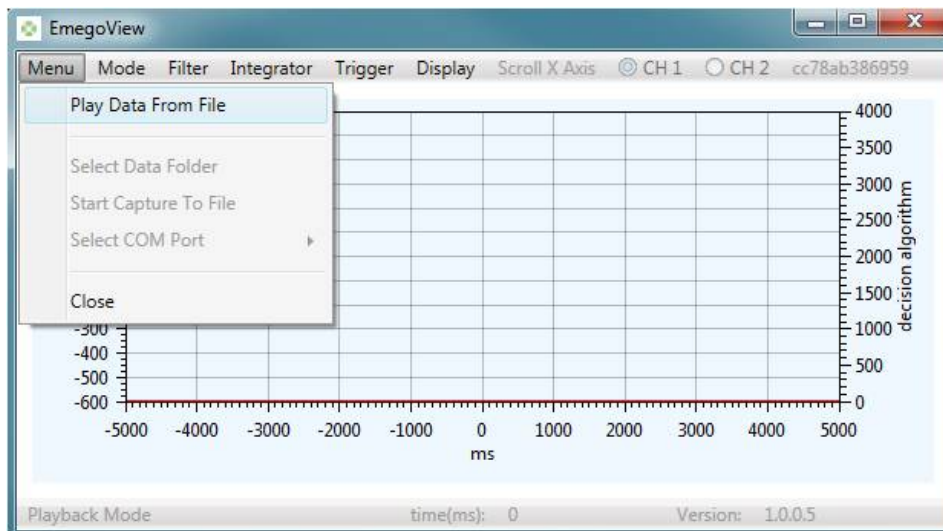 EmegoView
Menu Mode Filter Integrator Trigger Display Scroll X Axis CH 1 CH 2 cc78ab386959
Play Data From File
Select Data Folder
Start Capture To File
Select COM Port
Close
-300
-400
-500
-600
4000
3500
3000
2500
2000
1500
1000
500
0
decision algorithm
-5000 -4000 -3000 -2000 -1000 0 1000 2000 3000 4000 5000
ms
Playback Mode time(ms): 0 Version: 1.0.0.5